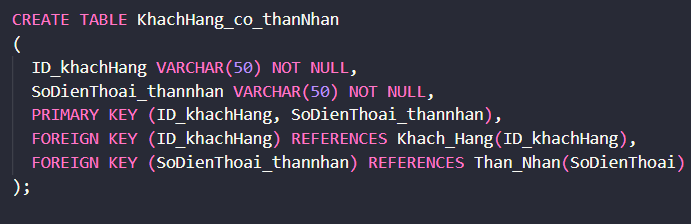 CREATE TABLE KhachHang_co_thanNhan
(
  ID_khachHang VARCHAR(50) NOT NULL,
  SoDienThoai_thannhan VARCHAR(50) NOT NULL,
  PRIMARY KEY (ID_khachHang, SoDienThoai_thannhan),
  FOREIGN KEY (ID_khachHang) REFERENCES Khach_Hang(ID_khachHang),
  FOREIGN KEY (SoDienThoai_thannhan) REFERENCES Than_Nhan(SoDienThoai)
);